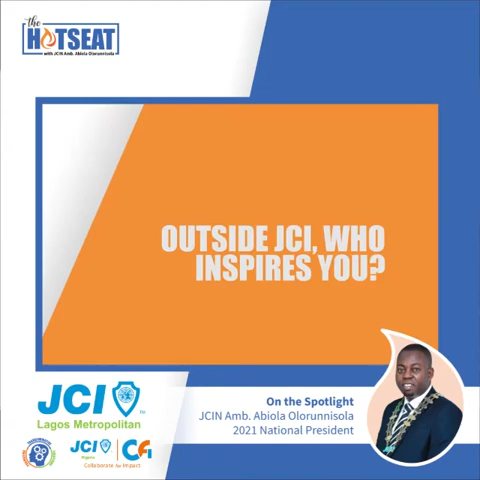 the
HOTSEAT
with JCIN Amb. Abiola Olorunnisola
OUTSIDE JCI, WHO
INSPIRES YOU?
JCI
Lagos Metropolitan
On the Spotlight
JCIN Amb. Abiola Olorunnisola
2021 National President
JCI
Nigeria
Collaborate for Impact